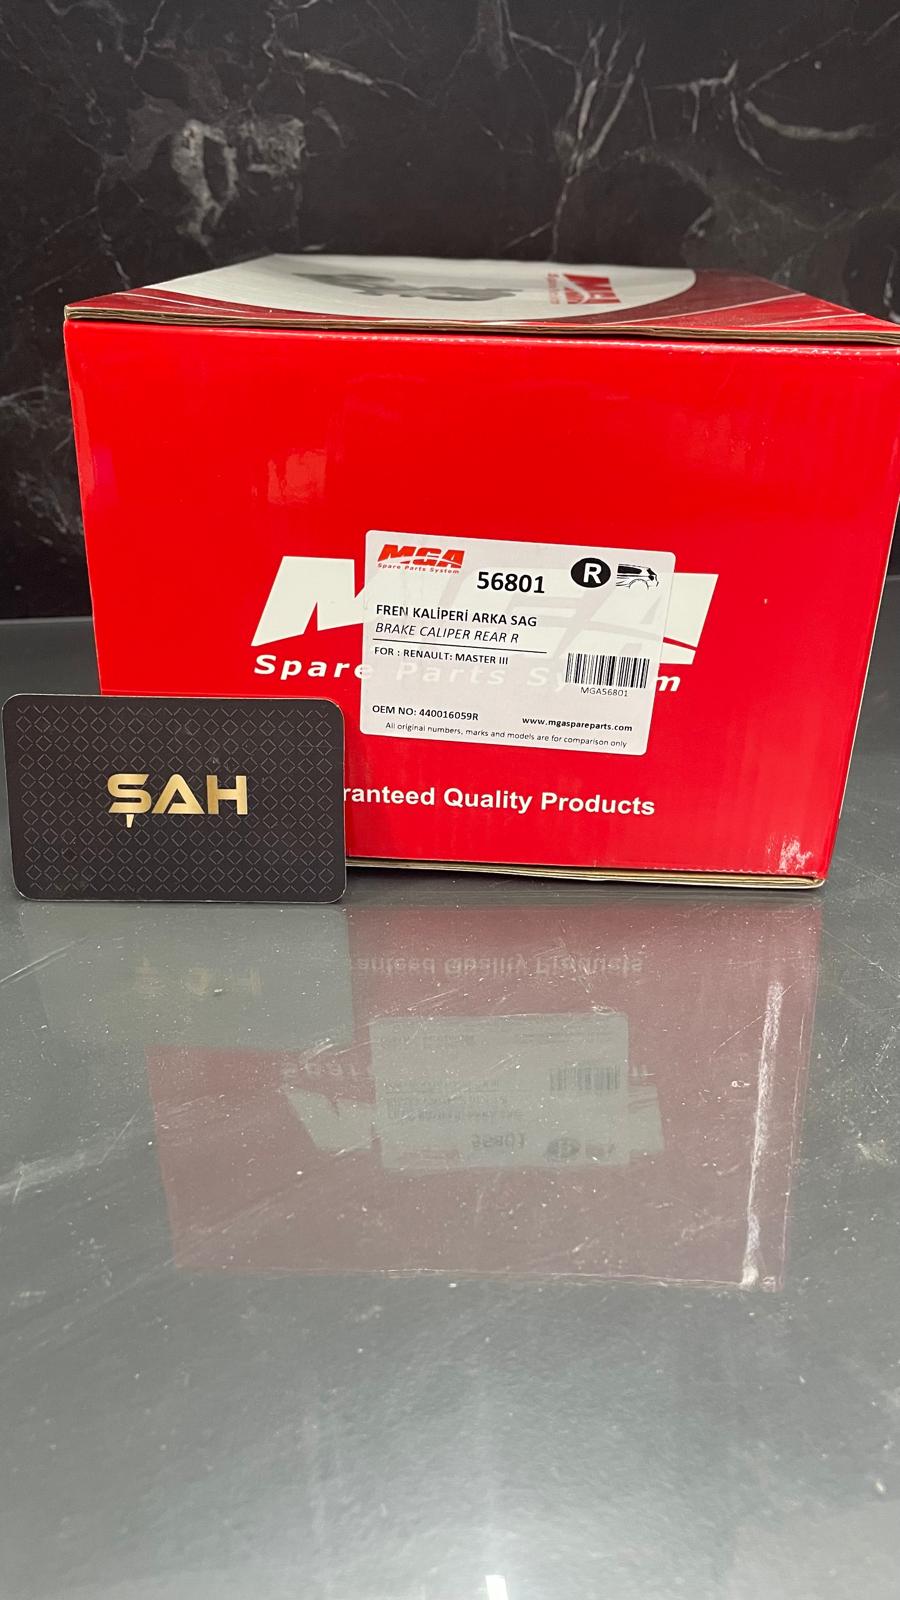 MGA
Spare Parts System
MGA
Spare Parts System
56801
R
FREN KALİPERİ ARKA SAG
BRAKE CALIPER REAR R
FOR : RENAULT: MASTER III
MGA56801
OEM NO: 440016059R
www.mgaspareparts.com
All original numbers, marks and models are for comparison only
ranteed Quality Products
ŞAH